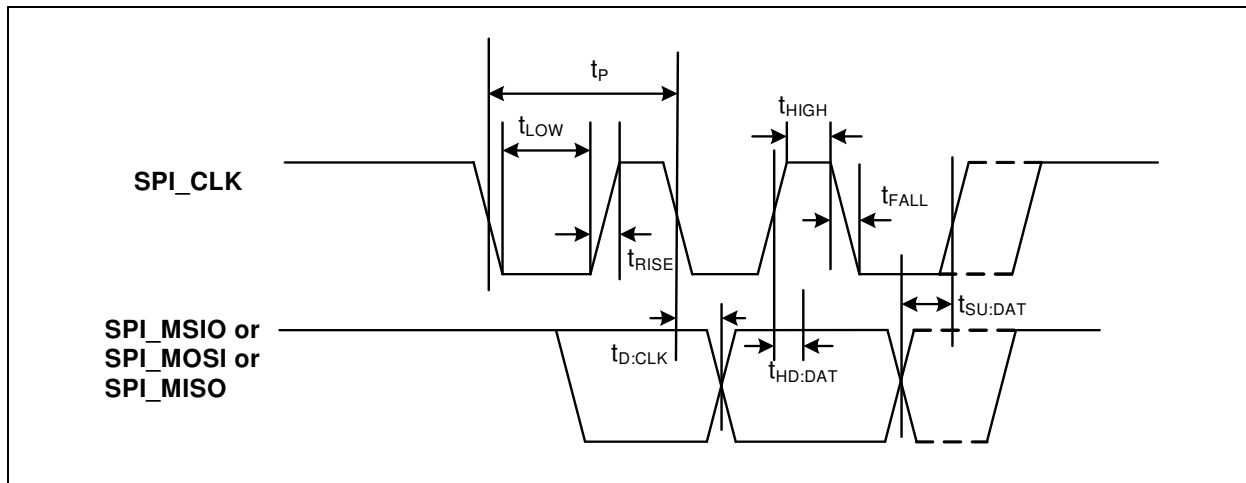 tP
tHIGH
tLOW
SPI_CLK
tFALL
tRISE
tSU:DAT
SPI_MSIO or
SPI_MOSI or
SPI_MISO
tD:CLK
tHD:DAT